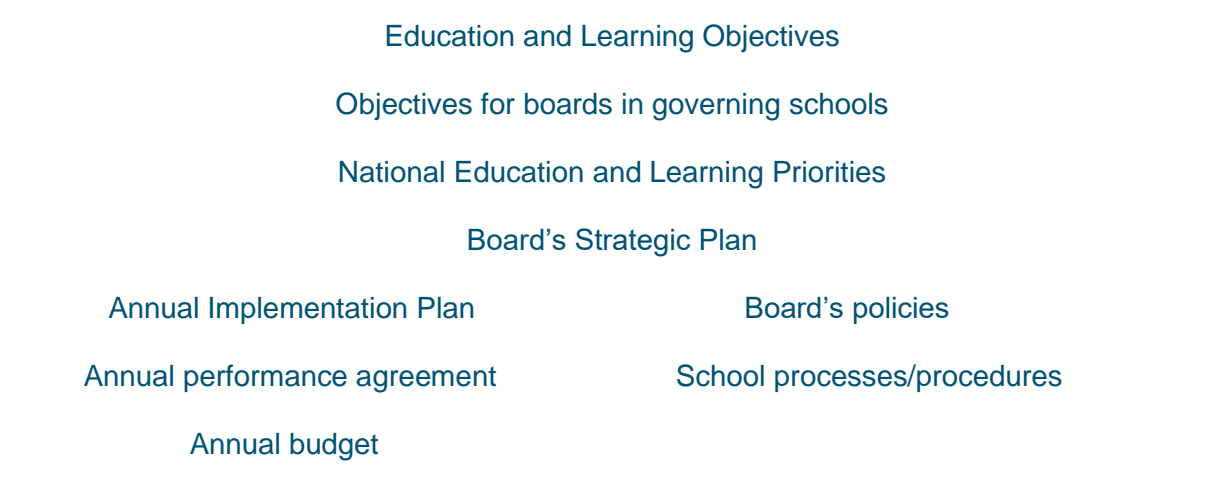 Education and Learning Objectives
Objectives for boards in governing schools
National Education and Learning Priorities
Board’s Strategic Plan
Annual Implementation Plan Board’s policies
Annual performance agreement School processes/procedures
Annual budget